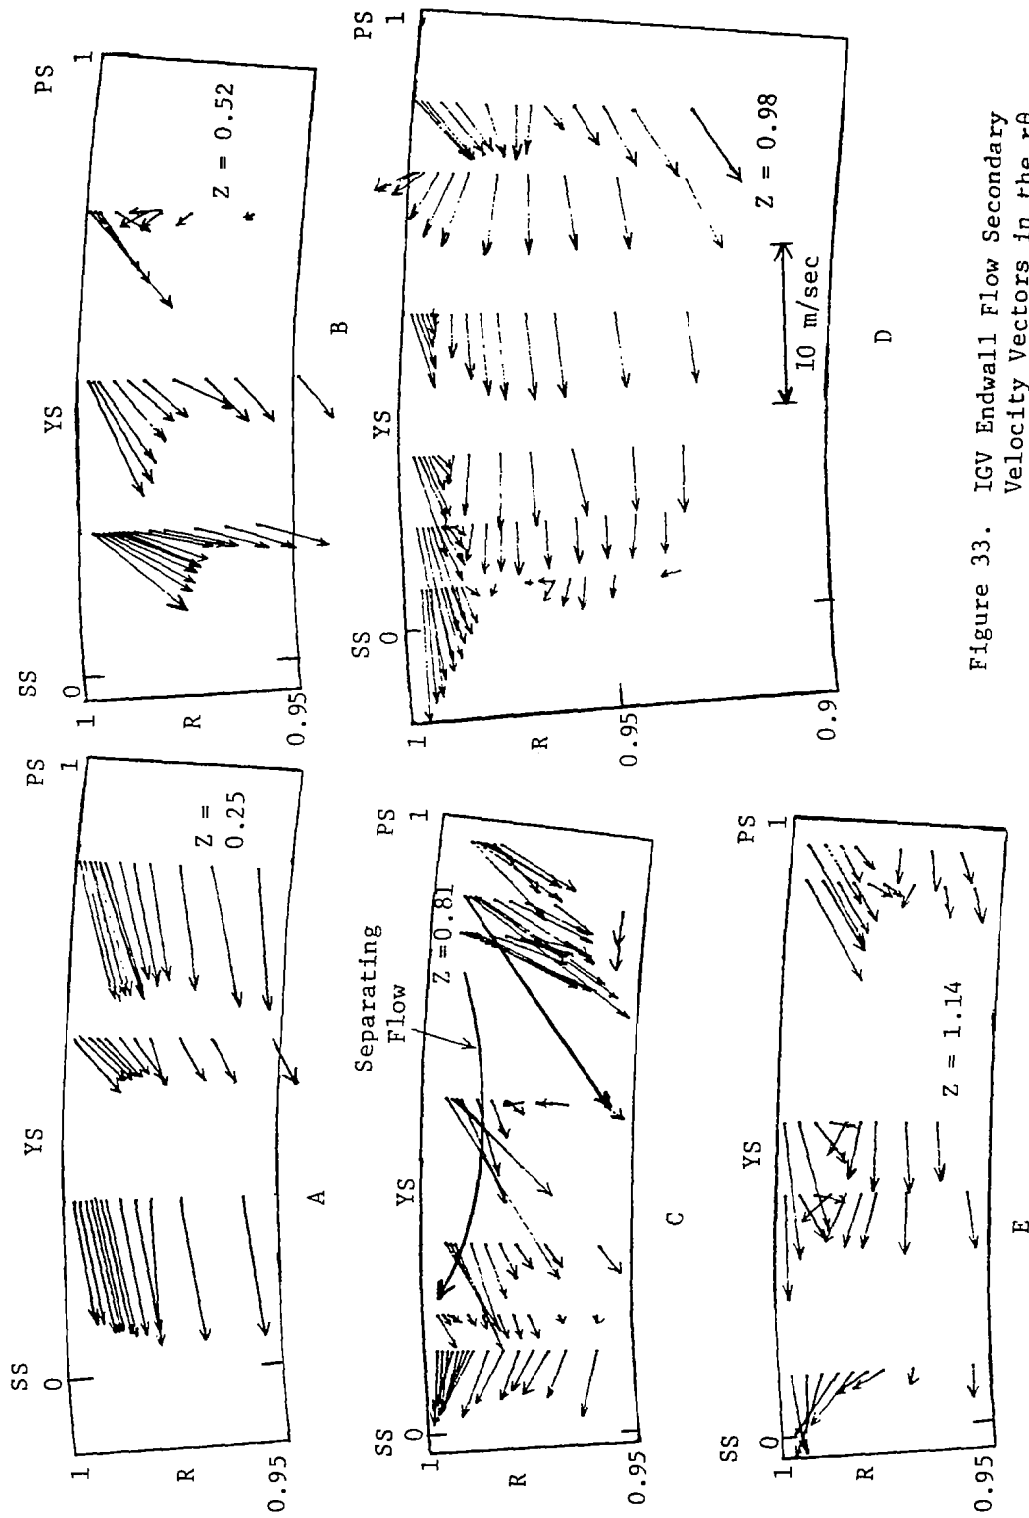 SS
YS
PS
0
1
1
R
0.95
Z =
0.25
A
SS
YS
PS
0
1
1
R
0.95
Z = 0.52
B
Separating
Flow
SS
YS
PS
0
1
1
R
0.95
Z =0.81
C
SS
YS
PS
0
1
1
R
0.95
0.9
Z = 0.98
10 m/sec
D
SS
YS
PS
0
1
1
R
0.95
Z = 1.14
E
Figure 33. IGV Endwall Flow Secondary
Velocity Vectors in the rθ